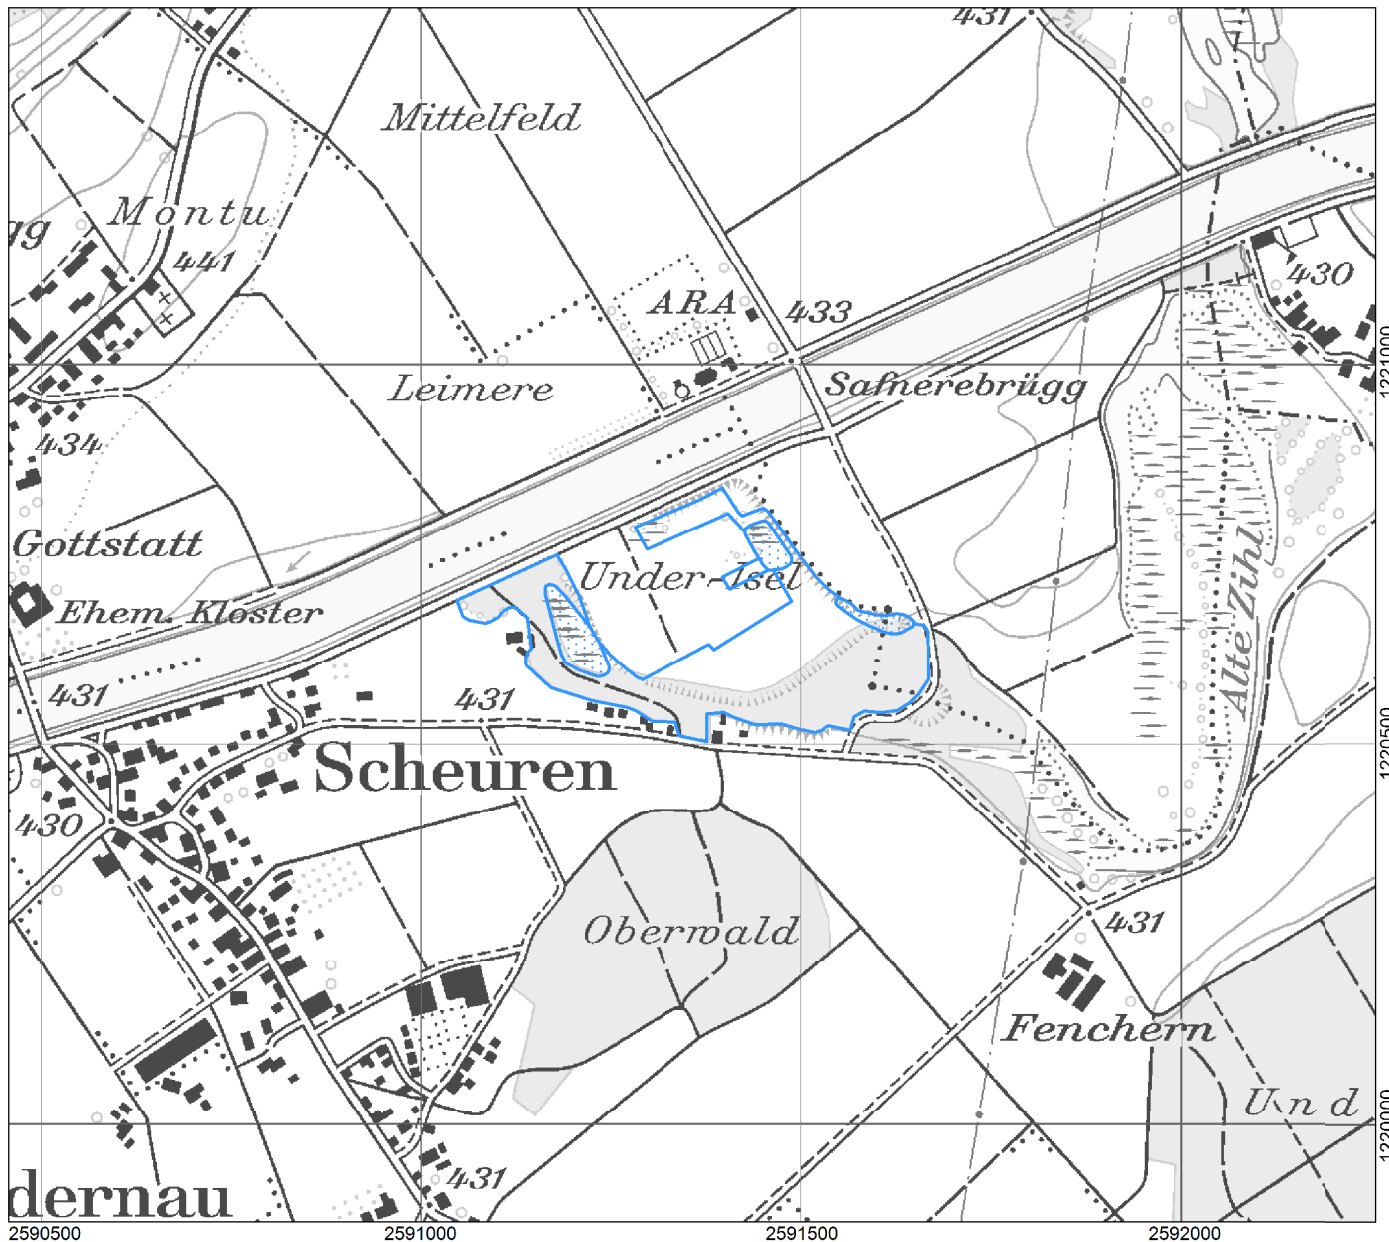 431
Mittelfeld
Montu
gg
441
430
ARA
433
Leimere
Safnerebrügg
1221000
434
Gottstatt
Under-Isel
Alte Zihl
Ehem. Kloster
431
431
1220500
Scheuren
430
Oberwald
431
Fenchern
Und
1220000
431
dernau
2590500 2591000 2591500 2592000